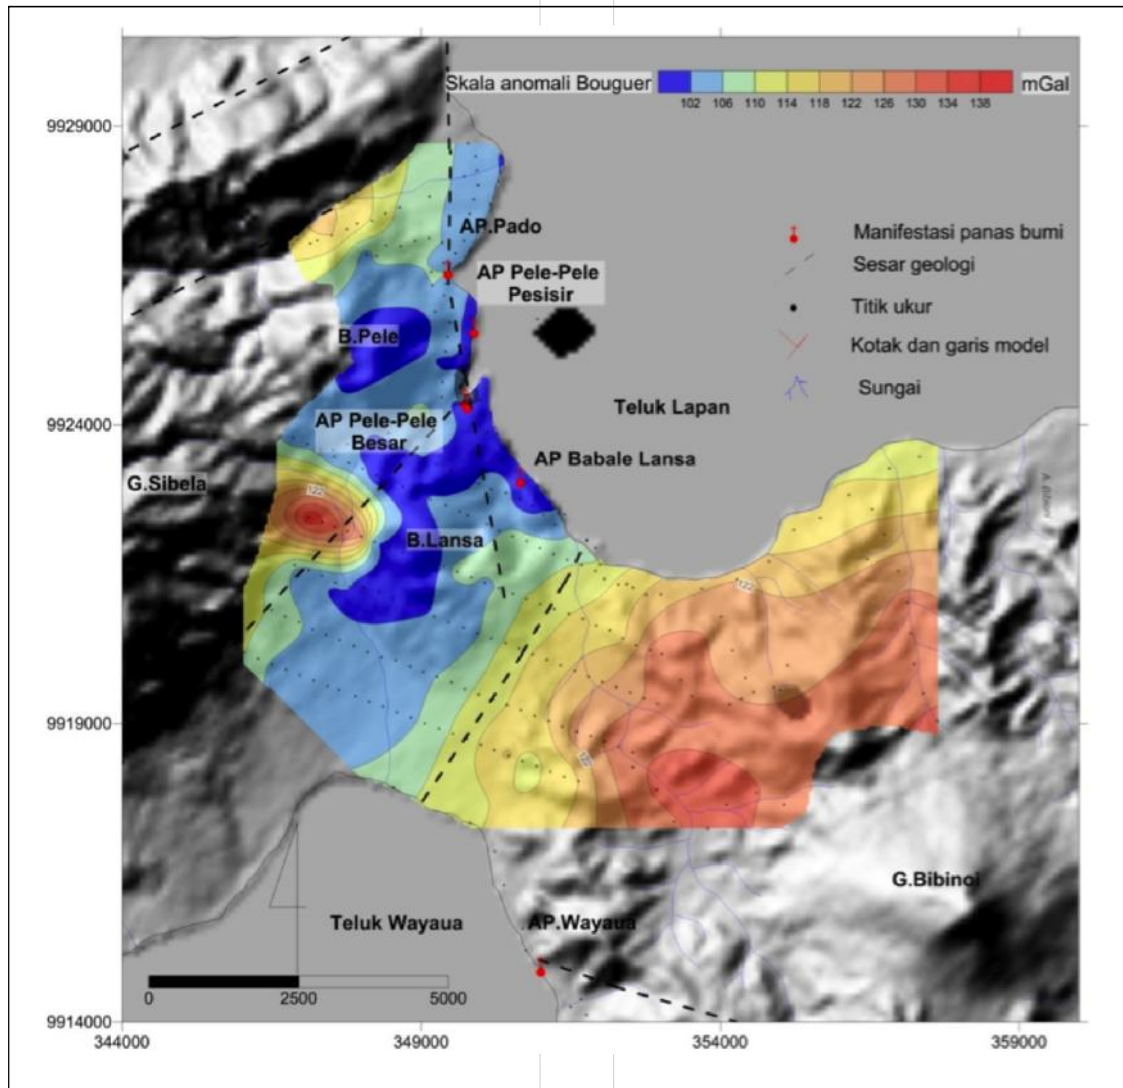 Skala anomali Bouguer
102 106 110 114 118 122 126 130 134 138
mGal
9929000
AP.Pado
AP Pele-Pele
Pesisir
Manifestasi panas bumi
Sesar geologi
Titik ukur
Kotak dan garis model
Sungai
B.Pele
AP Pele-Pele
Besar
9924000
Teluk Lapan
AP Babale Lansa
G.Sibela
122
B.Lansa
122
9919000
122
G.Bibinoi
Teluk Wayaua
AP.Wayaua
0 2500 5000
9914000
344000 349000 354000 359000